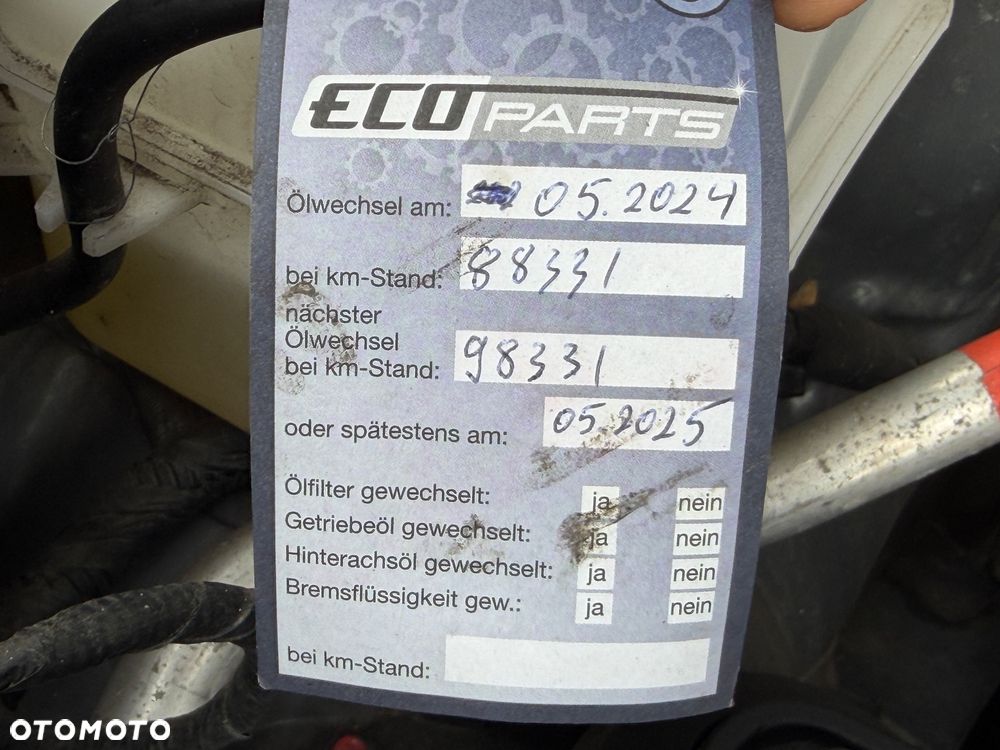 ECO PARTS
Ölwechsel am: 05.2024
bei km-Stand: 88331
nächster
Ölwechsel
bei km-Stand: 98331
oder spätestens am: 05.2025
Ölfilter gewechselt: ja nein
Getriebeöl gewechselt: ja nein
Hinterachsöl gewechselt: ja nein
Bremsflüssigkeit gew.: ja nein
bei km-Stand:
OTOMOTO